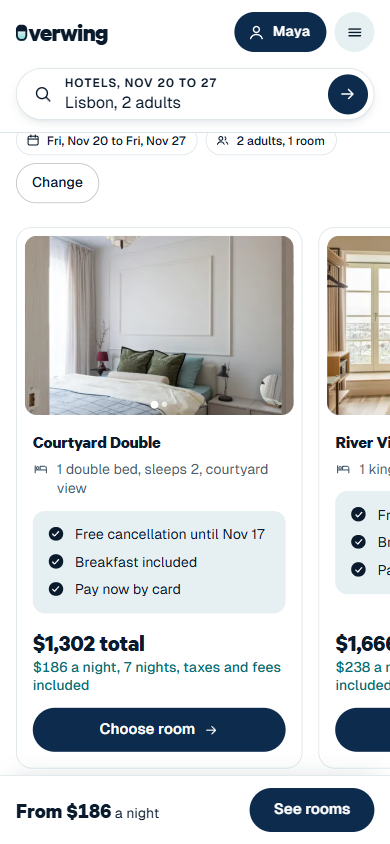 verwing
Maya
HOTELS, NOV 20 TO 27
Lisbon, 2 adults
Fri, Nov 20 to Fri, Nov 27
2 adults, 1 room
Change
Courtyard Double
1 double bed, sleeps 2, courtyard
view
Free cancellation until Nov 17
Breakfast included
Pay now by card
$1,302 total
$186 a night, 7 nights, taxes and fees
included
Choose room
River Vi
1 king
Fr
Br
Pa
$1,666
$238 a n
included
From $186 a night
See rooms